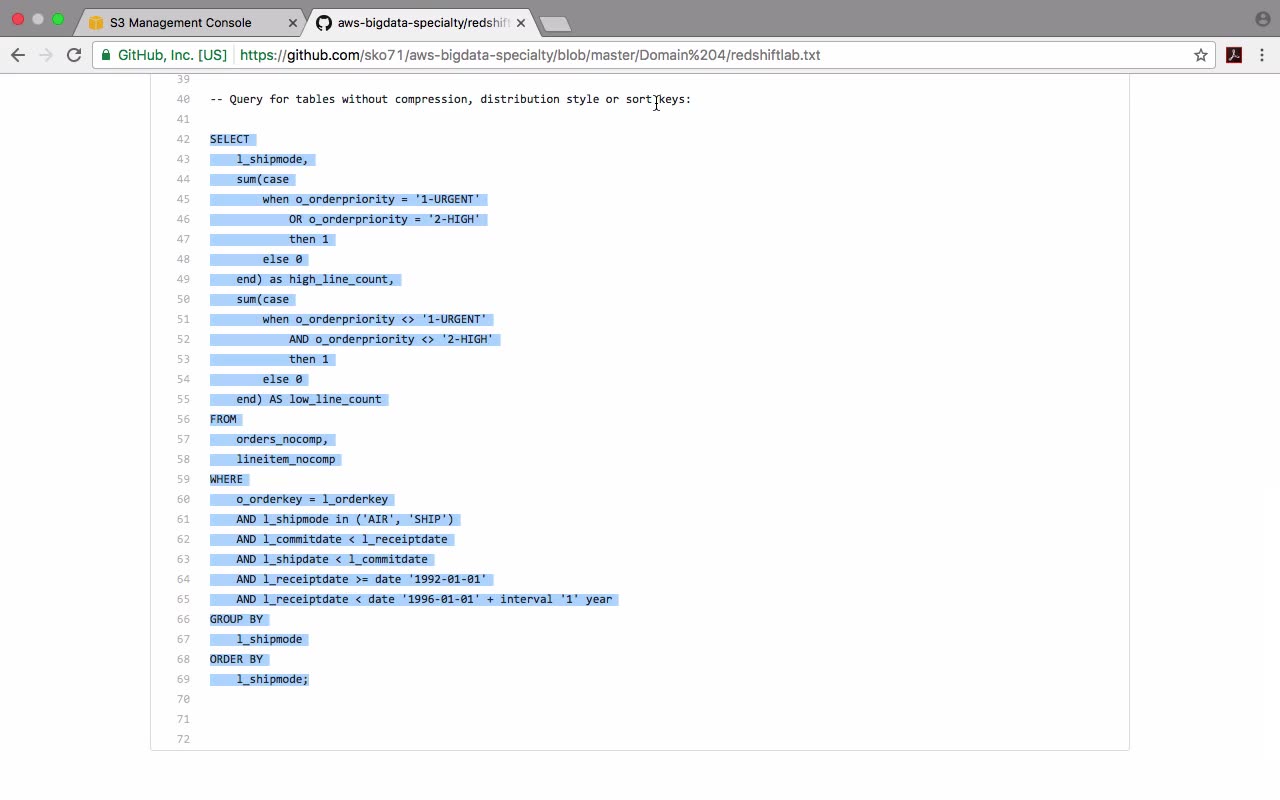 S3 Management Console
aws-bigdata-specialty/redshift
GitHub, Inc. [US]
https://github.com/sko71/aws-bigdata-specialty/blob/master/Domain%204/redshiftlab.txt
39
40 -- Query for tables without compression, distribution style or sort keys:
41
42 SELECT
43 l_shipmode,
44 sum(case
45 when o_orderpriority = '1-URGENT'
46 OR o_orderpriority = '2-HIGH'
47 then 1
48 else 0
49 end) as high_line_count,
50 sum(case
51 when o_orderpriority <> '1-URGENT'
52 AND o_orderpriority <> '2-HIGH'
53 then 1
54 else 0
55 end) AS low_line_count
56 FROM
57 orders_nocomp,
58 lineitem_nocomp
59 WHERE
60 o_orderkey = l_orderkey
61 AND l_shipmode in ('AIR', 'SHIP')
62 AND l_commitdate < l_receiptdate
63 AND l_shipdate < l_commitdate
64 AND l_receiptdate >= date '1992-01-01'
65 AND l_receiptdate < date '1996-01-01' + interval '1' year
66 GROUP BY
67 l_shipmode
68 ORDER BY
69 l_shipmode;
70
71
72